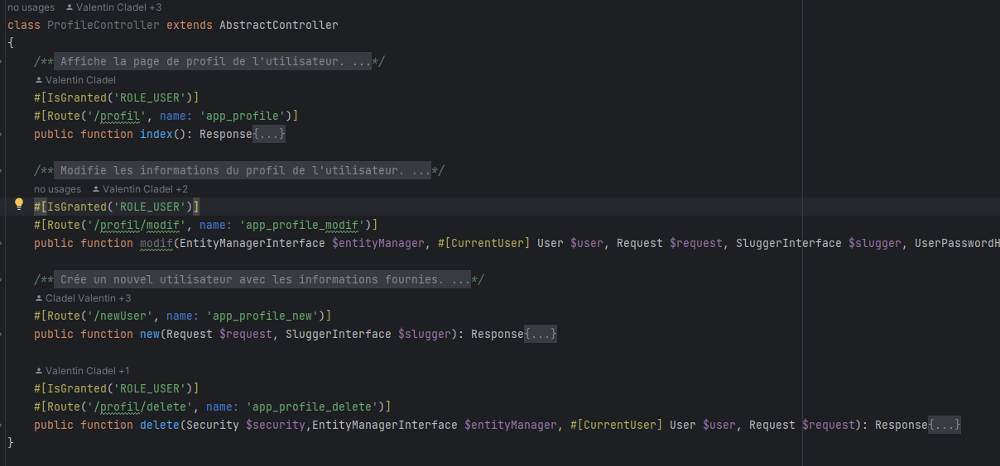 no usages Valentin Cladel +3
class ProfileController extends AbstractController
{
/** Affiche la page de profil de l'utilisateur. ...*/
Valentin Cladel
#[IsGranted('ROLE_USER')]
#[Route('/profil', name: 'app_profile')]
public function index(): Response{...}
/** Modifie les informations du profil de l'utilisateur. ...*/
no usages Valentin Cladel +2
#[IsGranted('ROLE_USER')]
#[Route('/profil/modif', name: 'app_profile_modif')]
public function modif(EntityManagerInterface $entityManager, #[CurrentUser] User $user, Request $request, SluggerInterface $slugger, UserPasswordH
/** Crée un nouvel utilisateur avec les informations fournies. ...*/
Cladel Valentin +3
#[Route('/newUser', name: 'app_profile_new')]
public function new(Request $request, SluggerInterface $slugger): Response{...}
Valentin Cladel +1
#[IsGranted('ROLE_USER')]
#[Route('/profil/delete', name: 'app_profile_delete')]
public function delete(Security $security,EntityManagerInterface $entityManager, #[CurrentUser] User $user, Request $request): Response{...}
}